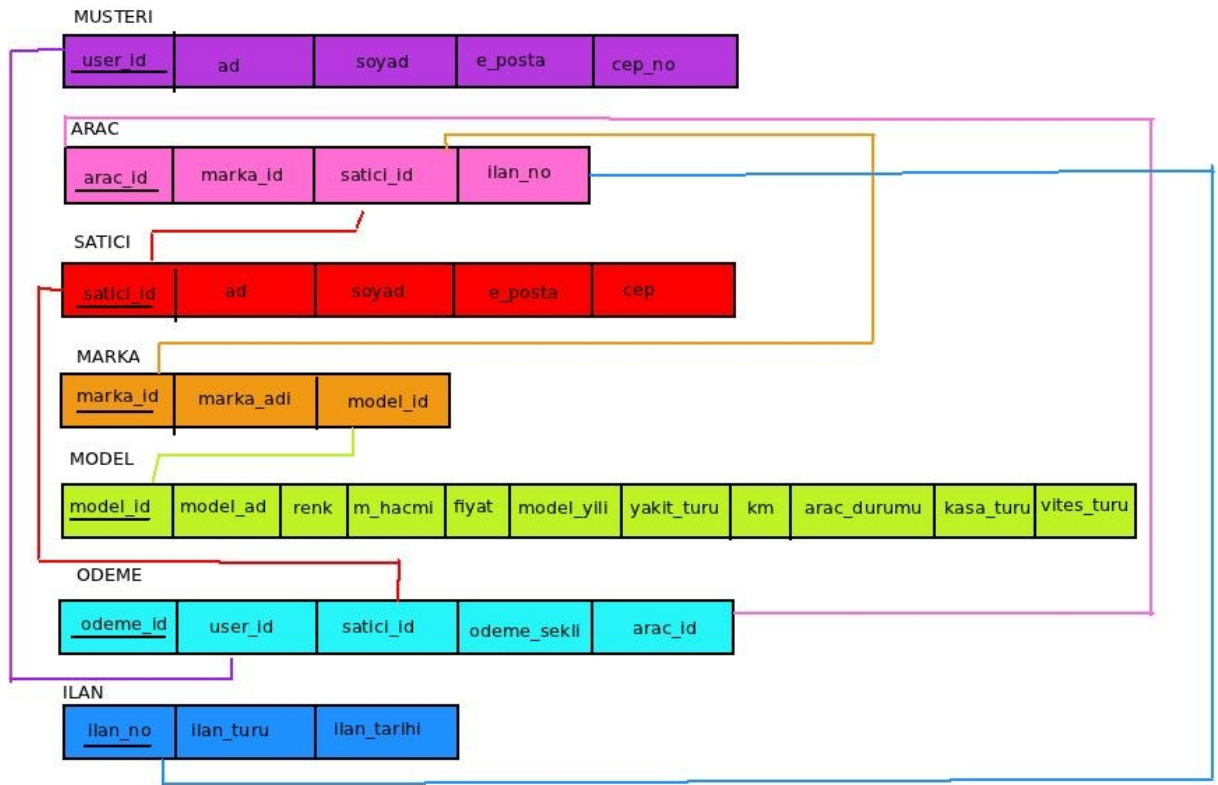 MUSTERI
user_id ad soyad e_posta cep_no
ARAC
arac_id marka_id satici_id ilan_no
SATICI
satici_id ad soyad e_posta cep
MARKA
marka_id marka_adi model_id
MODEL
model_id model_ad renk m_hacmi fiyat model_yili yakit_turu km arac_durumu kasa_turu vites_turu
ODEME
odeme_id user_id satici_id odeme_sekli arac_id
ILAN
ilan_no ilan_turu ilan_tarihi